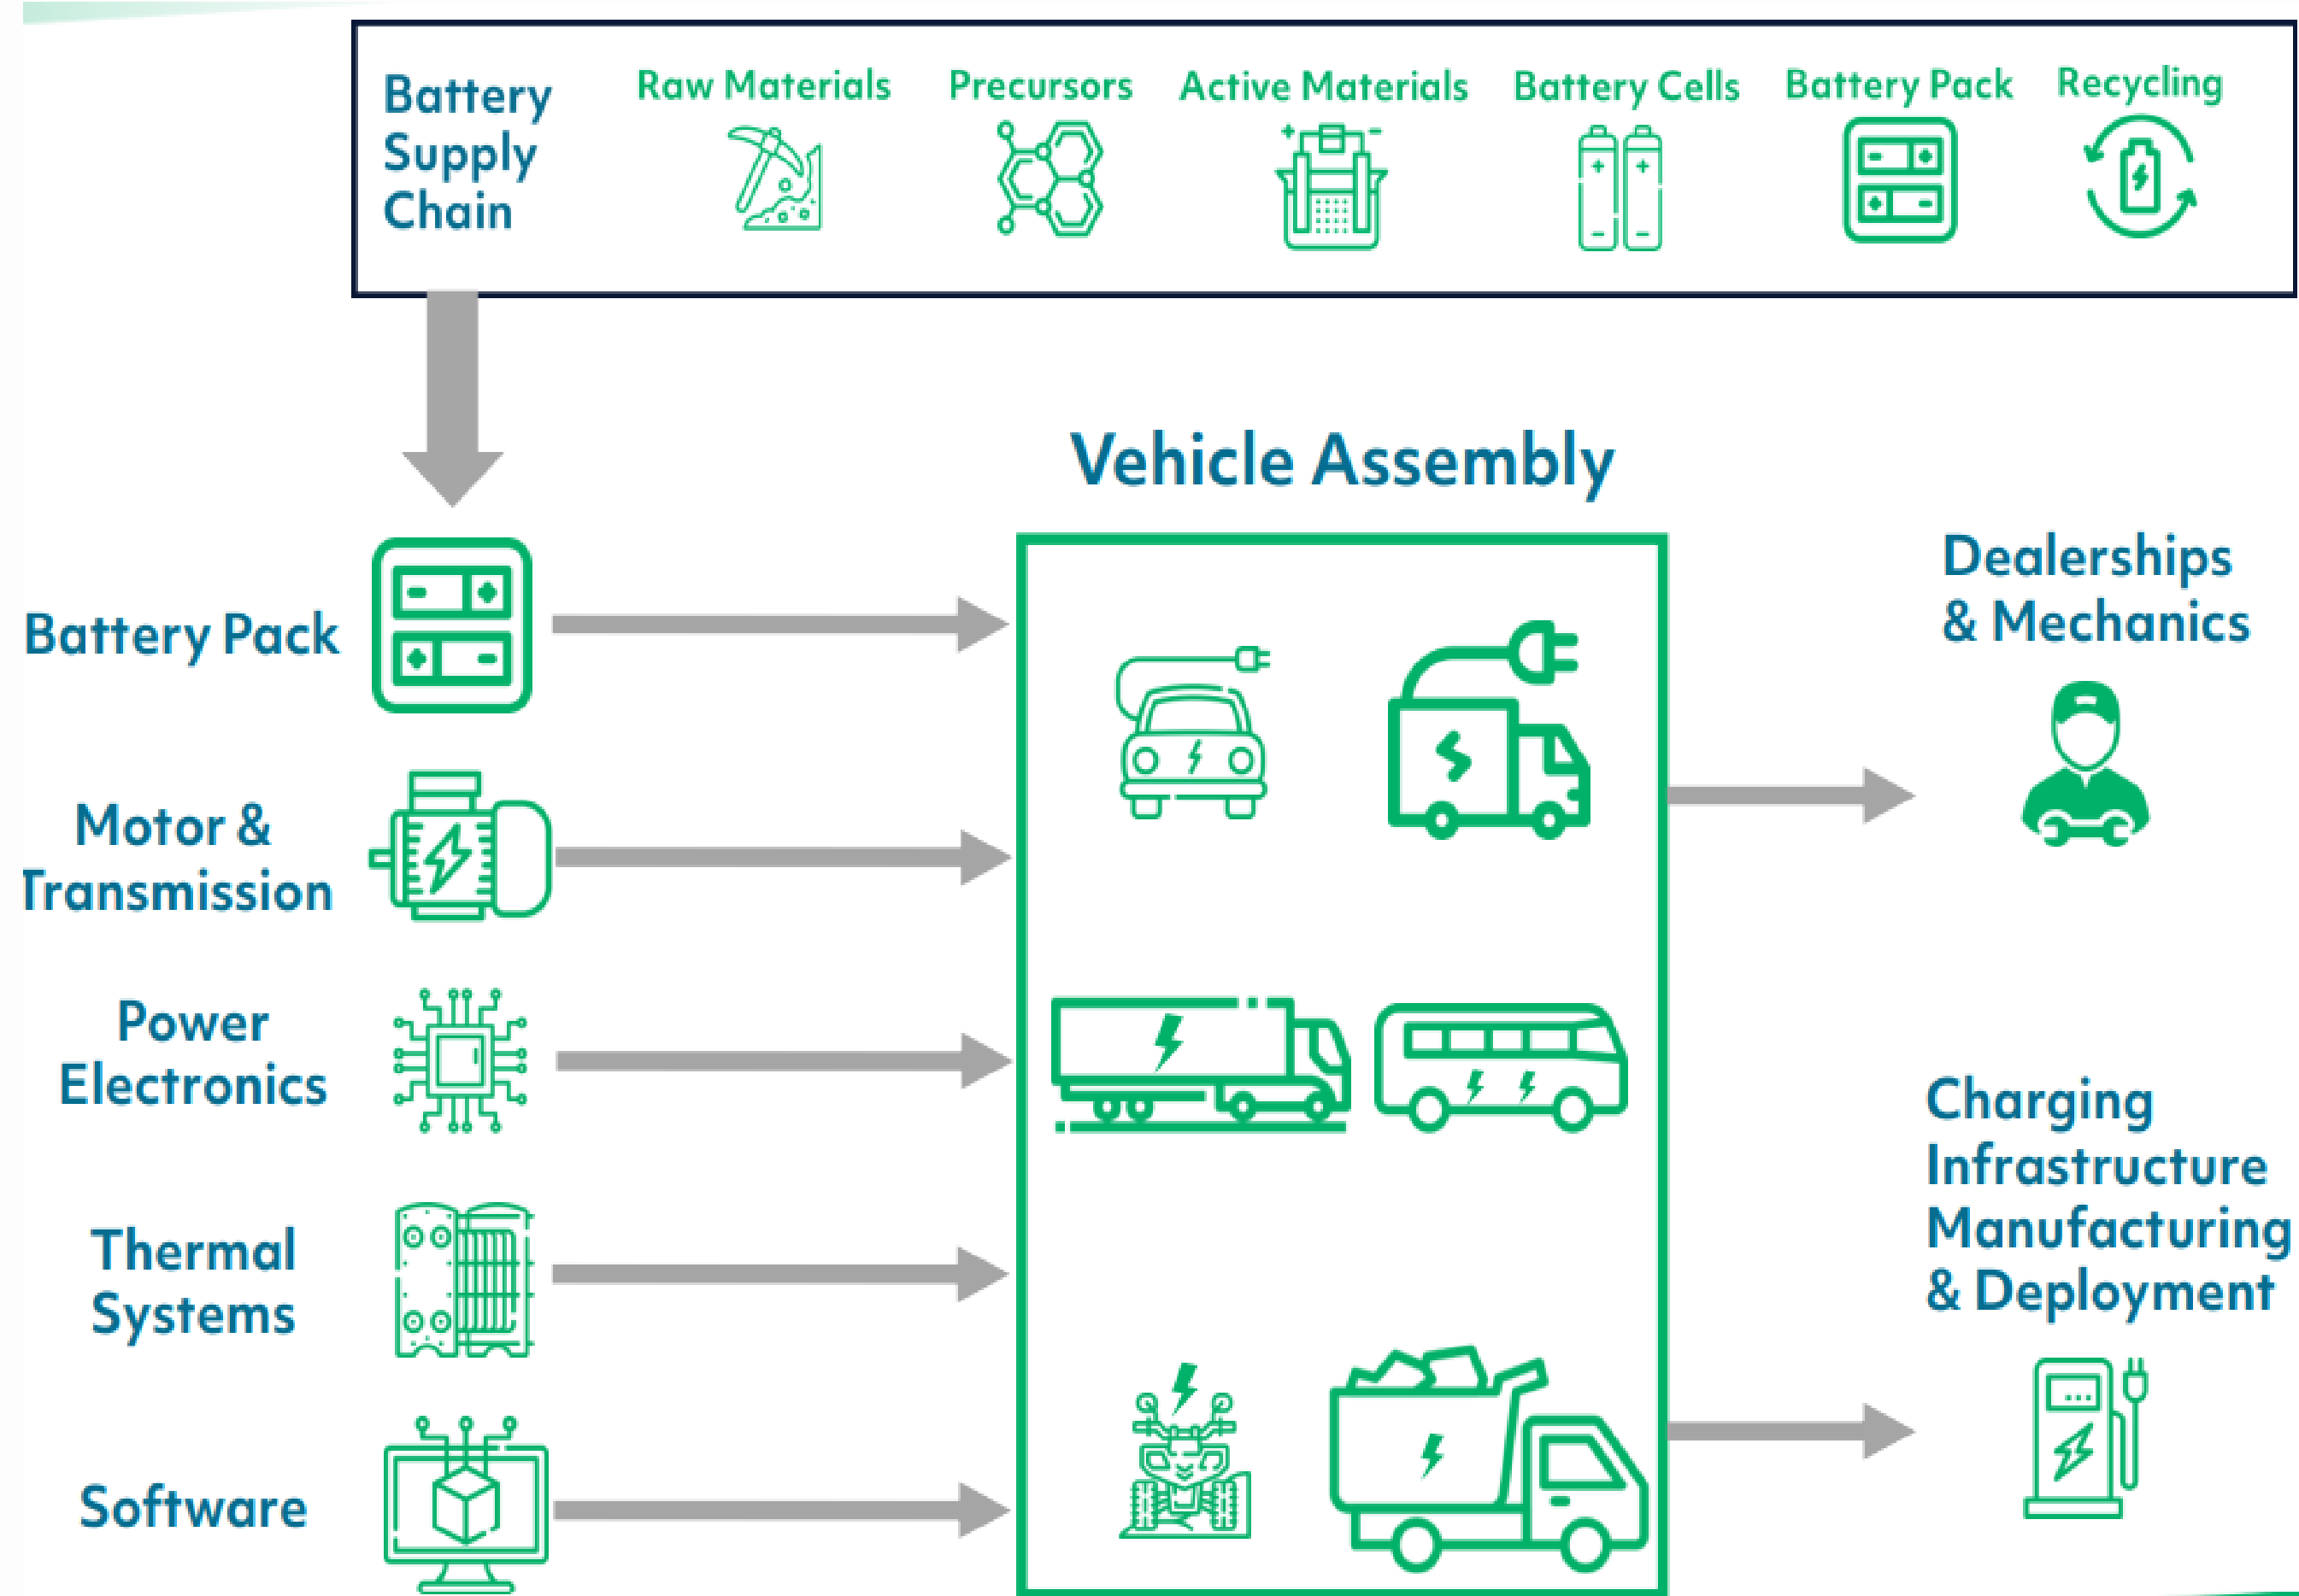 Battery
Supply
Chain
Raw Materials
Precursors
Active Materials
Battery Cells
Battery Pack
Recycling
Vehicle Assembly
Battery Pack
Motor &
Transmission
Power
Electronics
Thermal
Systems
Software
Dealerships
& Mechanics
Charging
Infrastructure
Manufacturing
& Deployment